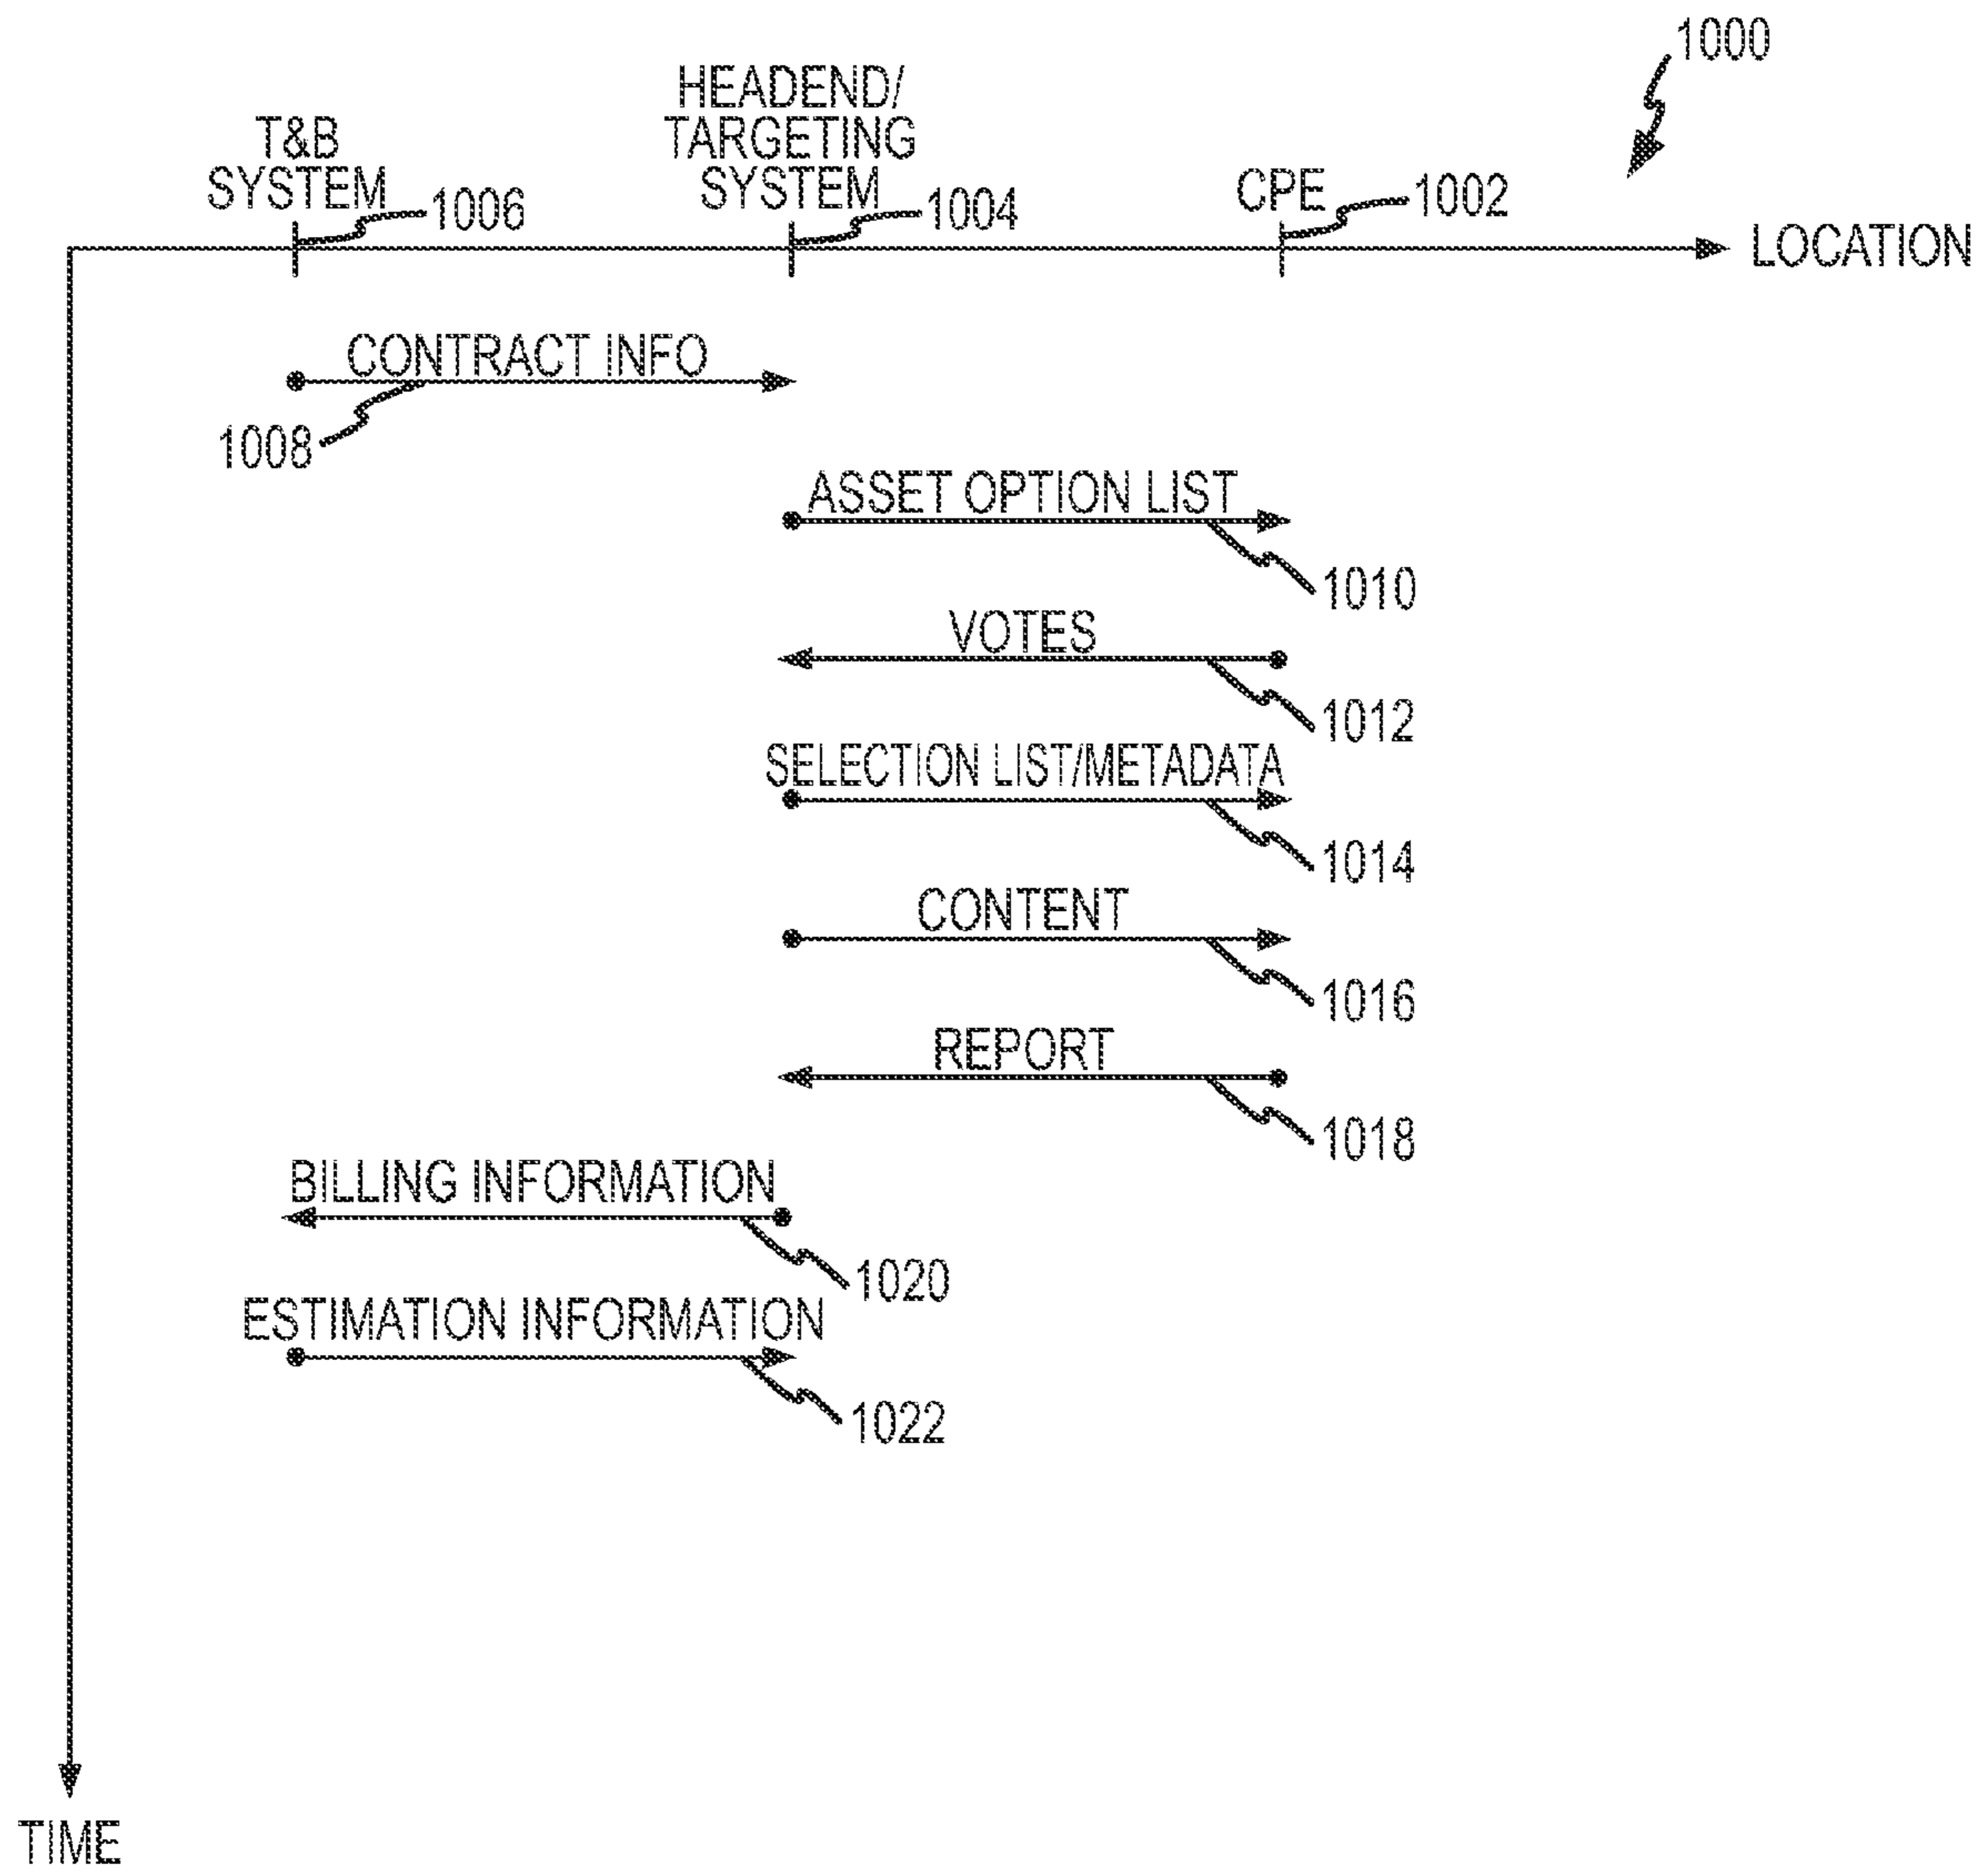 1000
T&B
SYSTEM
1006
HEADEND/
TARGETING
SYSTEM
1004
CPE
1002
LOCATION
CONTRACT INFO
1008
ASSET OPTION LIST
1010
VOTES
1012
SELECTION LIST/METADATA
1014
CONTENT
1016
REPORT
1018
BILLING INFORMATION
1020
ESTIMATION INFORMATION
1022
TIME